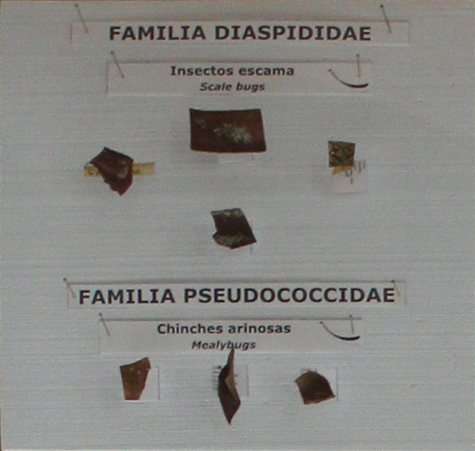 FAMILIA DIASPIDIDAE
Insectos escama
Scale bugs
FAMILIA PSEUDOCOCCIDAE
Chinches arinosas
Mealybugs